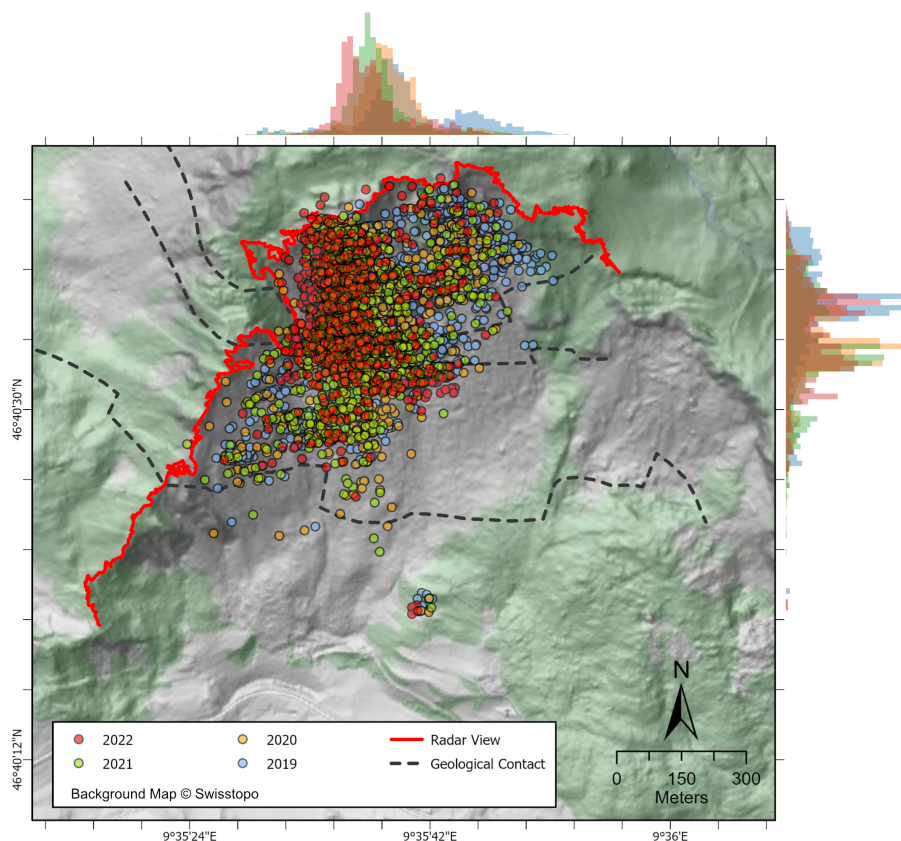 46°40'30"N
46°40'12"N
N
2022
2020
Radar View
2021
2019
Geological Contact
Background Map © Swisstopo
0 150 300
Meters
9°35'24"E 9°35'42"E 9°36'E